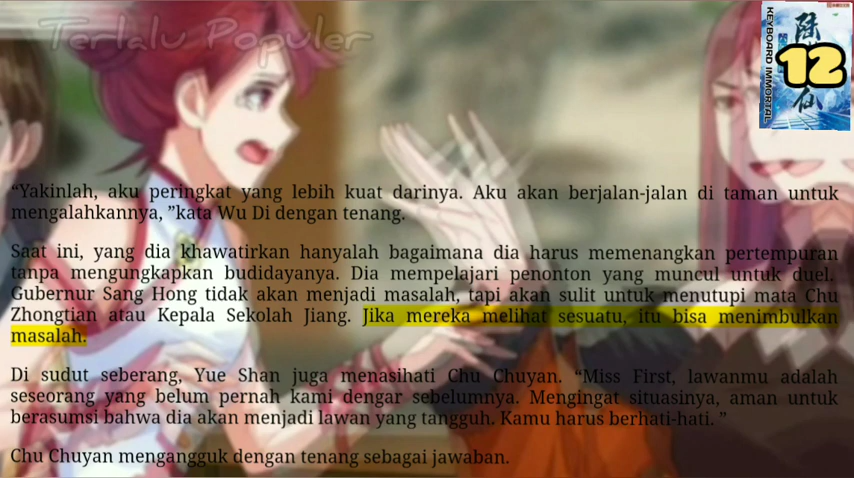 Terlalu Populer
陆
仙
KEYBOARD IMMORTAL
12
“Yakinlah, aku peringkat yang lebih kuat darinya. Aku akan berjalan-jalan di taman untuk
mengalahkannya, ”kata Wu Di dengan tenang.
Saat ini, yang dia khawatirkan hanyalah bagaimana dia harus memenangkan pertempuran
tanpa mengungkapkan budidayanya. Dia mempelajari penonton yang muncul untuk duel.
Gubernur Sang Hong tidak akan menjadi masalah, tapi akan sulit untuk menutupi mata Chu
Zhongtian atau Kepala Sekolah Jiang. Jika mereka melihat sesuatu, itu bisa menimbulkan
masalah.
Di sudut seberang, Yue Shan juga menasihati Chu Chuyan. “Miss First, lawanmu adalah
seseorang yang belum pernah kami dengar sebelumnya. Mengingat situasinya, aman untuk
berasumsi bahwa dia akan menjadi lawan yang tangguh. Kamu harus berhati-hati. ”
Chu Chuyan mengangguk dengan tenang sebagai jawaban.